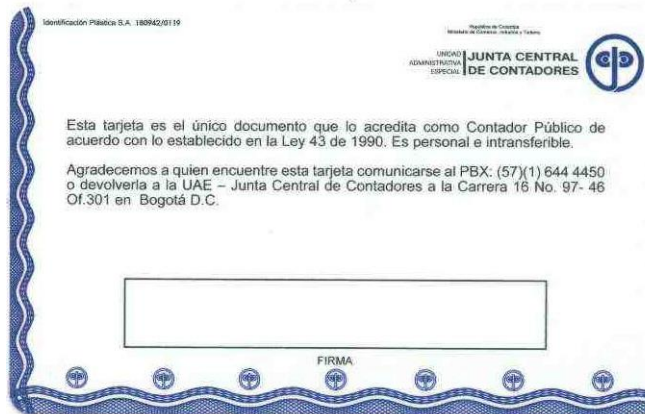 Identificación Plástica S.A. 180942/0119
República de Colombia
Ministerio de Comercio, Industria y Turismo
UNIDAD
ADMINISTRATIVA
ESPECIAL
JUNTA CENTRAL
DE CONTADORES
Esta tarjeta es el único documento que lo acredita como Contador Público de
acuerdo con lo establecido en la Ley 43 de 1990. Es personal e intransferible.
Agradecemos a quien encuentre esta tarjeta comunicarse al PBX: (57)(1) 644 4450
o devolverla a la UAE – Junta Central de Contadores a la Carrera 16 No. 97- 46
Of.301 en Bogotá D.C.
FIRMA